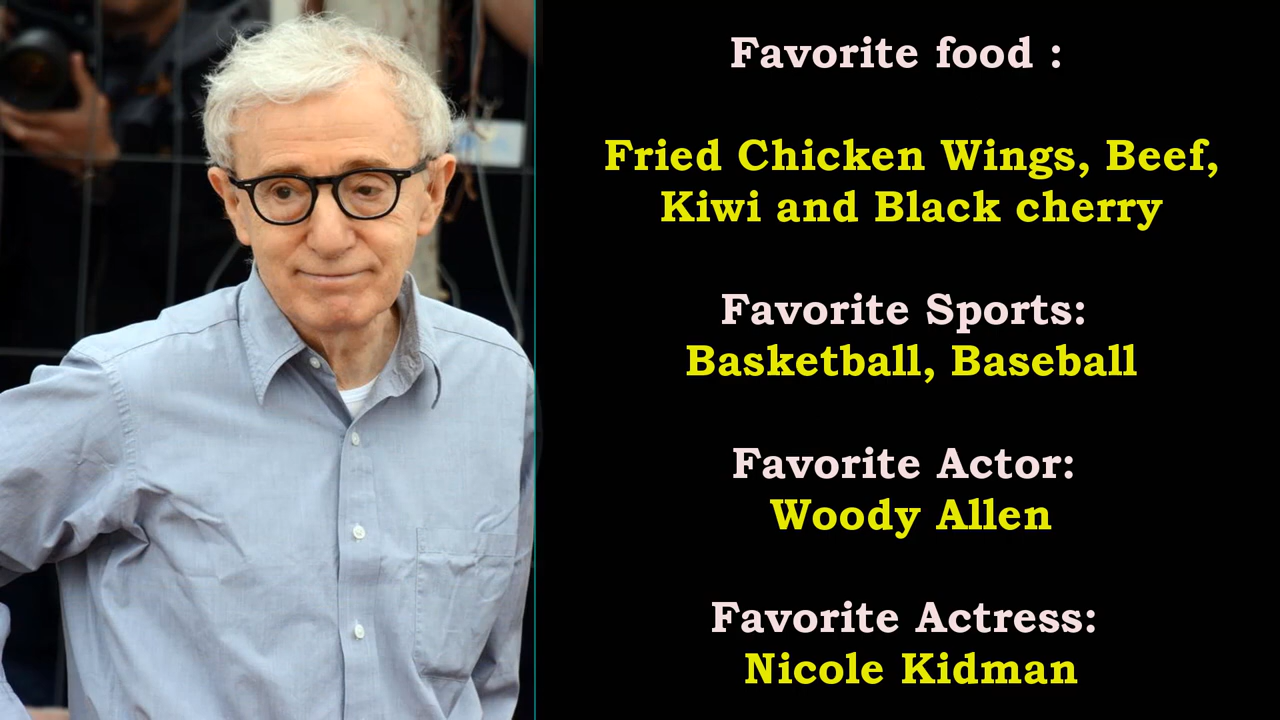 Favorite food :
Fried Chicken Wings, Beef,
Kiwi and Black cherry
Favorite Sports:
Basketball, Baseball
Favorite Actor:
Woody Allen
Favorite Actress:
Nicole Kidman